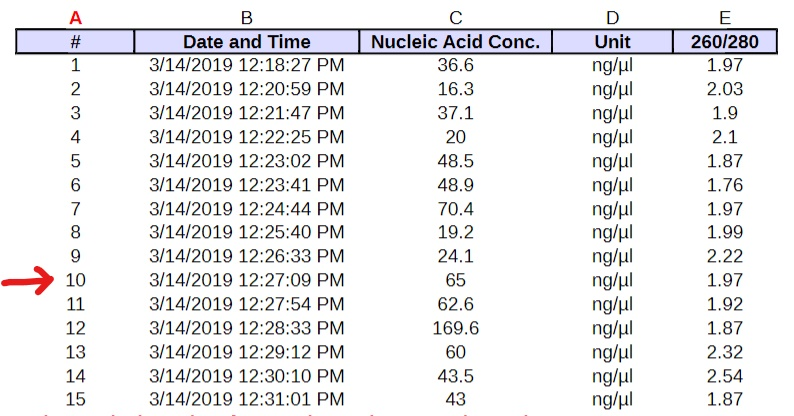 A B C D E
# Date and Time Nucleic Acid Conc. Unit 260/280
1 3/14/2019 12:18:27 PM 36.6 ng/µl 1.97
2 3/14/2019 12:20:59 PM 16.3 ng/µl 2.03
3 3/14/2019 12:21:47 PM 37.1 ng/µl 1.9
4 3/14/2019 12:22:25 PM 20 ng/µl 2.1
5 3/14/2019 12:23:02 PM 48.5 ng/µl 1.87
6 3/14/2019 12:23:41 PM 48.9 ng/µl 1.76
7 3/14/2019 12:24:44 PM 70.4 ng/µl 1.97
8 3/14/2019 12:25:40 PM 19.2 ng/µl 1.99
9 3/14/2019 12:26:33 PM 24.1 ng/µl 2.22
10 3/14/2019 12:27:09 PM 65 ng/µl 1.97
11 3/14/2019 12:27:54 PM 62.6 ng/µl 1.92
12 3/14/2019 12:28:33 PM 169.6 ng/µl 1.87
13 3/14/2019 12:29:12 PM 60 ng/µl 2.32
14 3/14/2019 12:30:10 PM 43.5 ng/µl 2.54
15 3/14/2019 12:31:01 PM 43 ng/µl 1.87